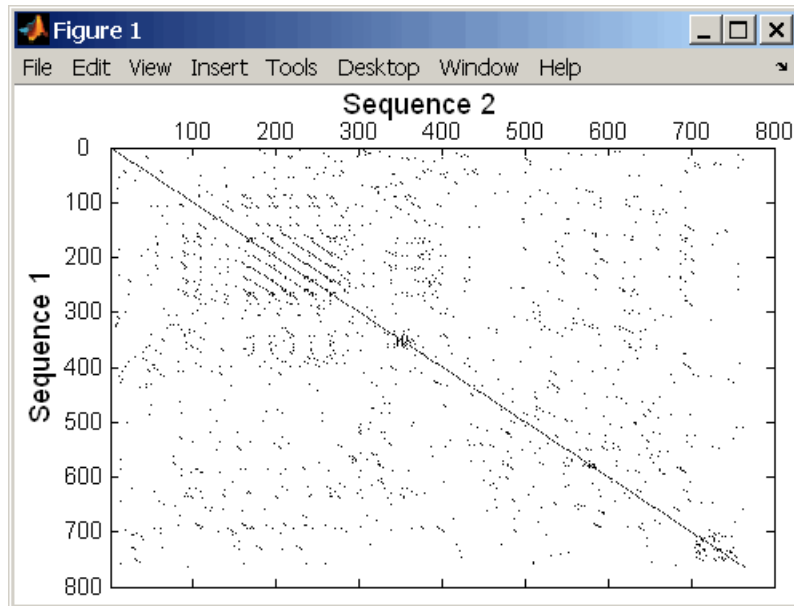 Figure 1
File Edit View Insert Tools Desktop Window Help
Sequence 2
100 200 300 400 500 600 700 800
0
100
200
300
400
500
600
700
800
Sequence 1